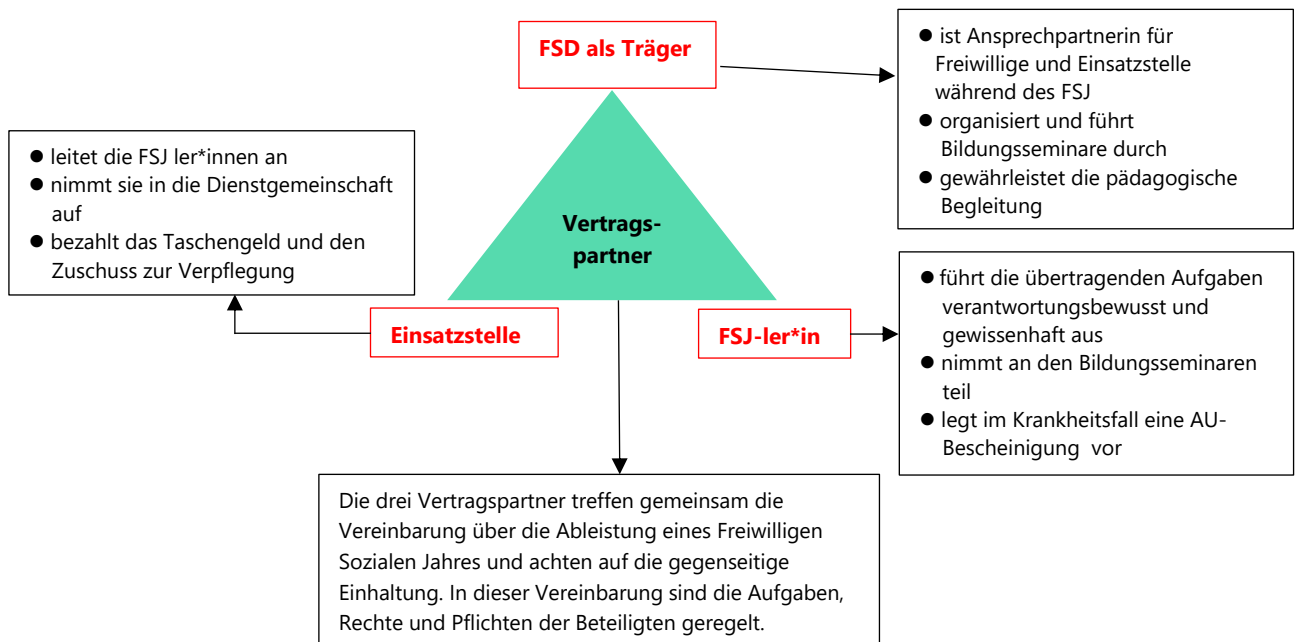 FSD als Träger
● ist Ansprechpartnerin für
Freiwillige und Einsatzstelle
während des FSJ
● organisiert und führt
Bildungsseminare durch
● gewährleistet die pädagogische
Begleitung
● leitet die FSJ ler*innen an
● nimmt sie in die Dienstgemeinschaft
auf
● bezahlt das Taschengeld und den
Zuschuss zur Verpflegung
Vertrags-
partner
Einsatzstelle
FSJ-ler*in
● führt die übertragenden Aufgaben
verantwortungsbewusst und
gewissenhaft aus
● nimmt an den Bildungsseminaren
teil
● legt im Krankheitsfall eine AU-
Bescheinigung vor
Die drei Vertragspartner treffen gemeinsam die
Vereinbarung über die Ableistung eines Freiwilligen
Sozialen Jahres und achten auf die gegenseitige
Einhaltung. In dieser Vereinbarung sind die Aufgaben,
Rechte und Pflichten der Beteiligten geregelt.